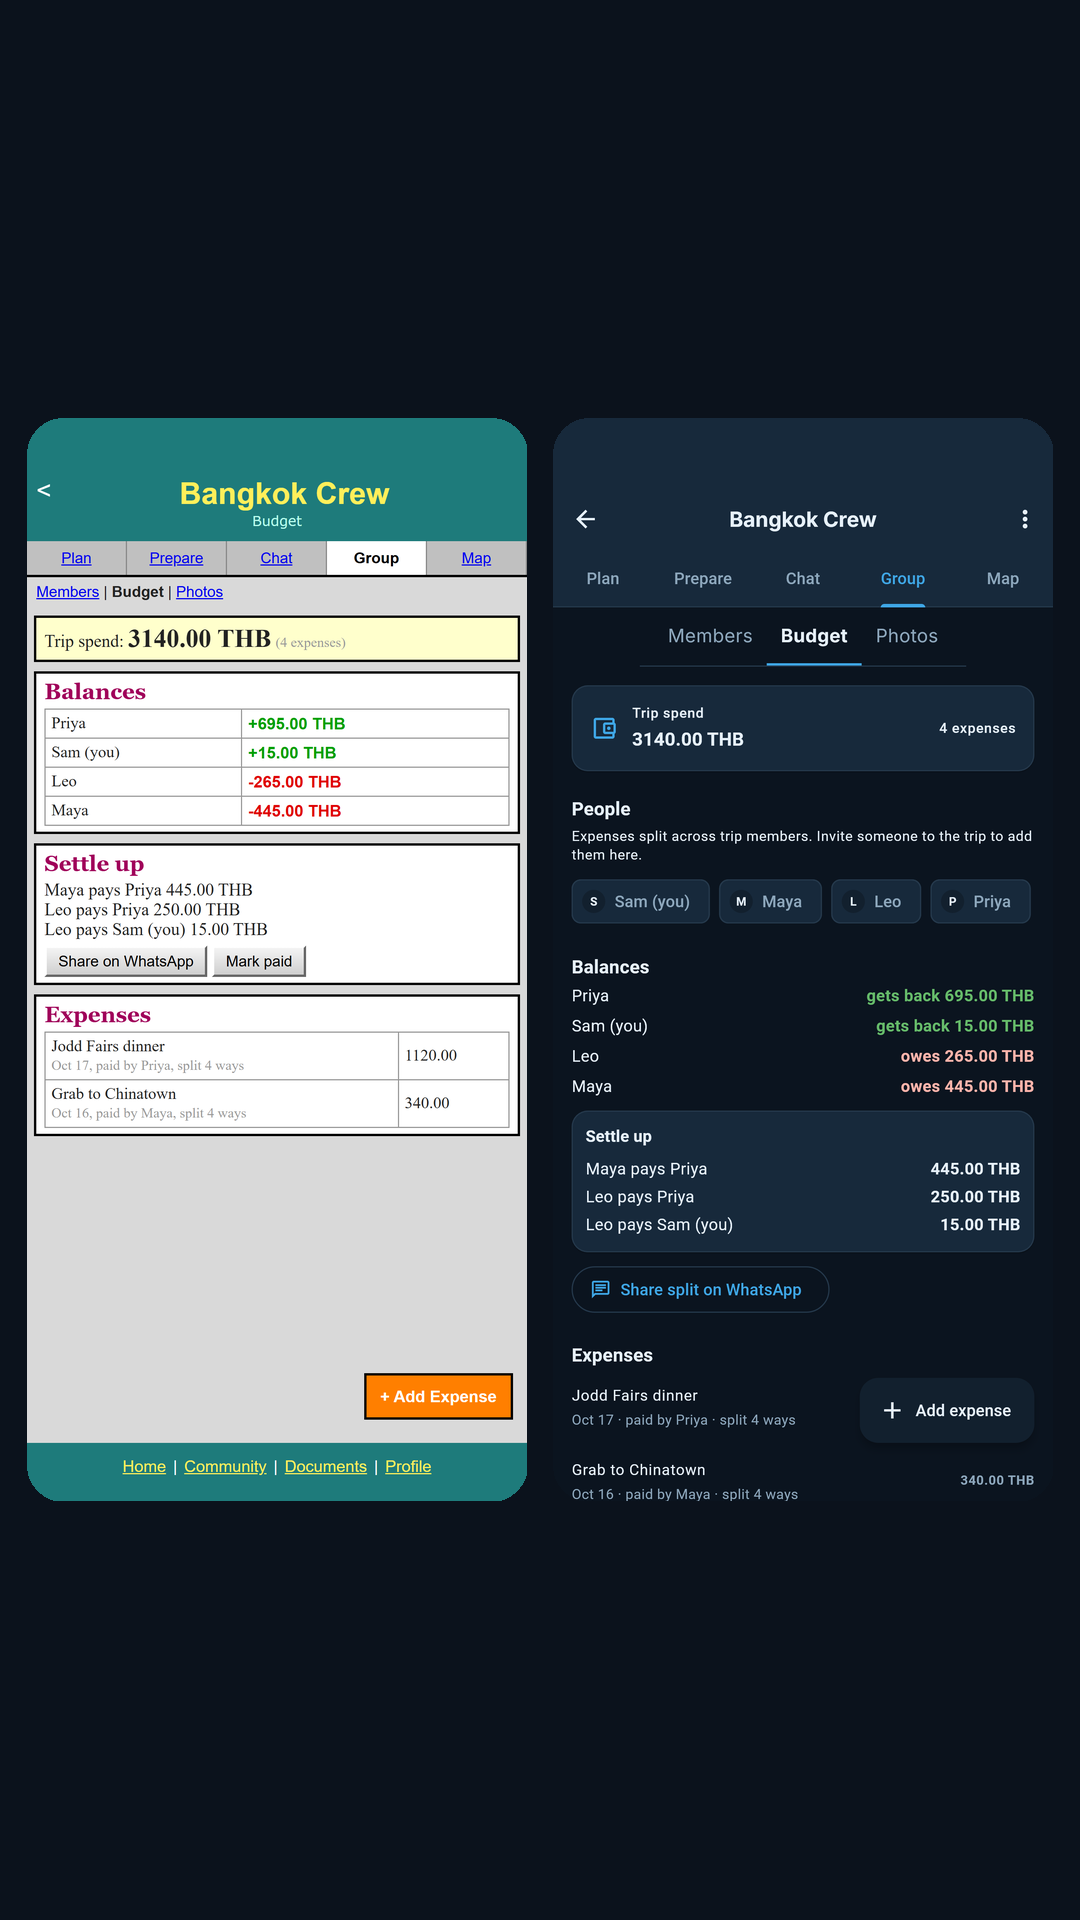 <
Bangkok Crew
Budget
Plan
Prepare
Chat
Group
Map
Members | Budget | Photos
Trip spend: 3140.00 THB (4 expenses)
Balances
Priya +695.00 THB
Sam (you) +15.00 THB
Leo -265.00 THB
Maya -445.00 THB
Settle up
Maya pays Priya 445.00 THB
Leo pays Priya 250.00 THB
Leo pays Sam (you) 15.00 THB
Share on WhatsApp
Mark paid
Expenses
Jodd Fairs dinner
Oct 17, paid by Priya, split 4 ways
1120.00
Grab to Chinatown
Oct 16, paid by Maya, split 4 ways
340.00
+ Add Expense
Home | Community | Documents | Profile
Bangkok Crew
Plan
Prepare
Chat
Group
Map
Members
Budget
Photos
Trip spend
3140.00 THB
4 expenses
People
Expenses split across trip members. Invite someone to the trip to add
them here.
S Sam (you)
M Maya
L Leo
P Priya
Balances
Priya gets back 695.00 THB
Sam (you) gets back 15.00 THB
Leo owes 265.00 THB
Maya owes 445.00 THB
Settle up
Maya pays Priya 445.00 THB
Leo pays Priya 250.00 THB
Leo pays Sam (you) 15.00 THB
Share split on WhatsApp
Expenses
Jodd Fairs dinner
Oct 17 · paid by Priya · split 4 ways
+ Add expense
Grab to Chinatown
340.00 THB
Oct 16 · paid by Maya · split 4 ways